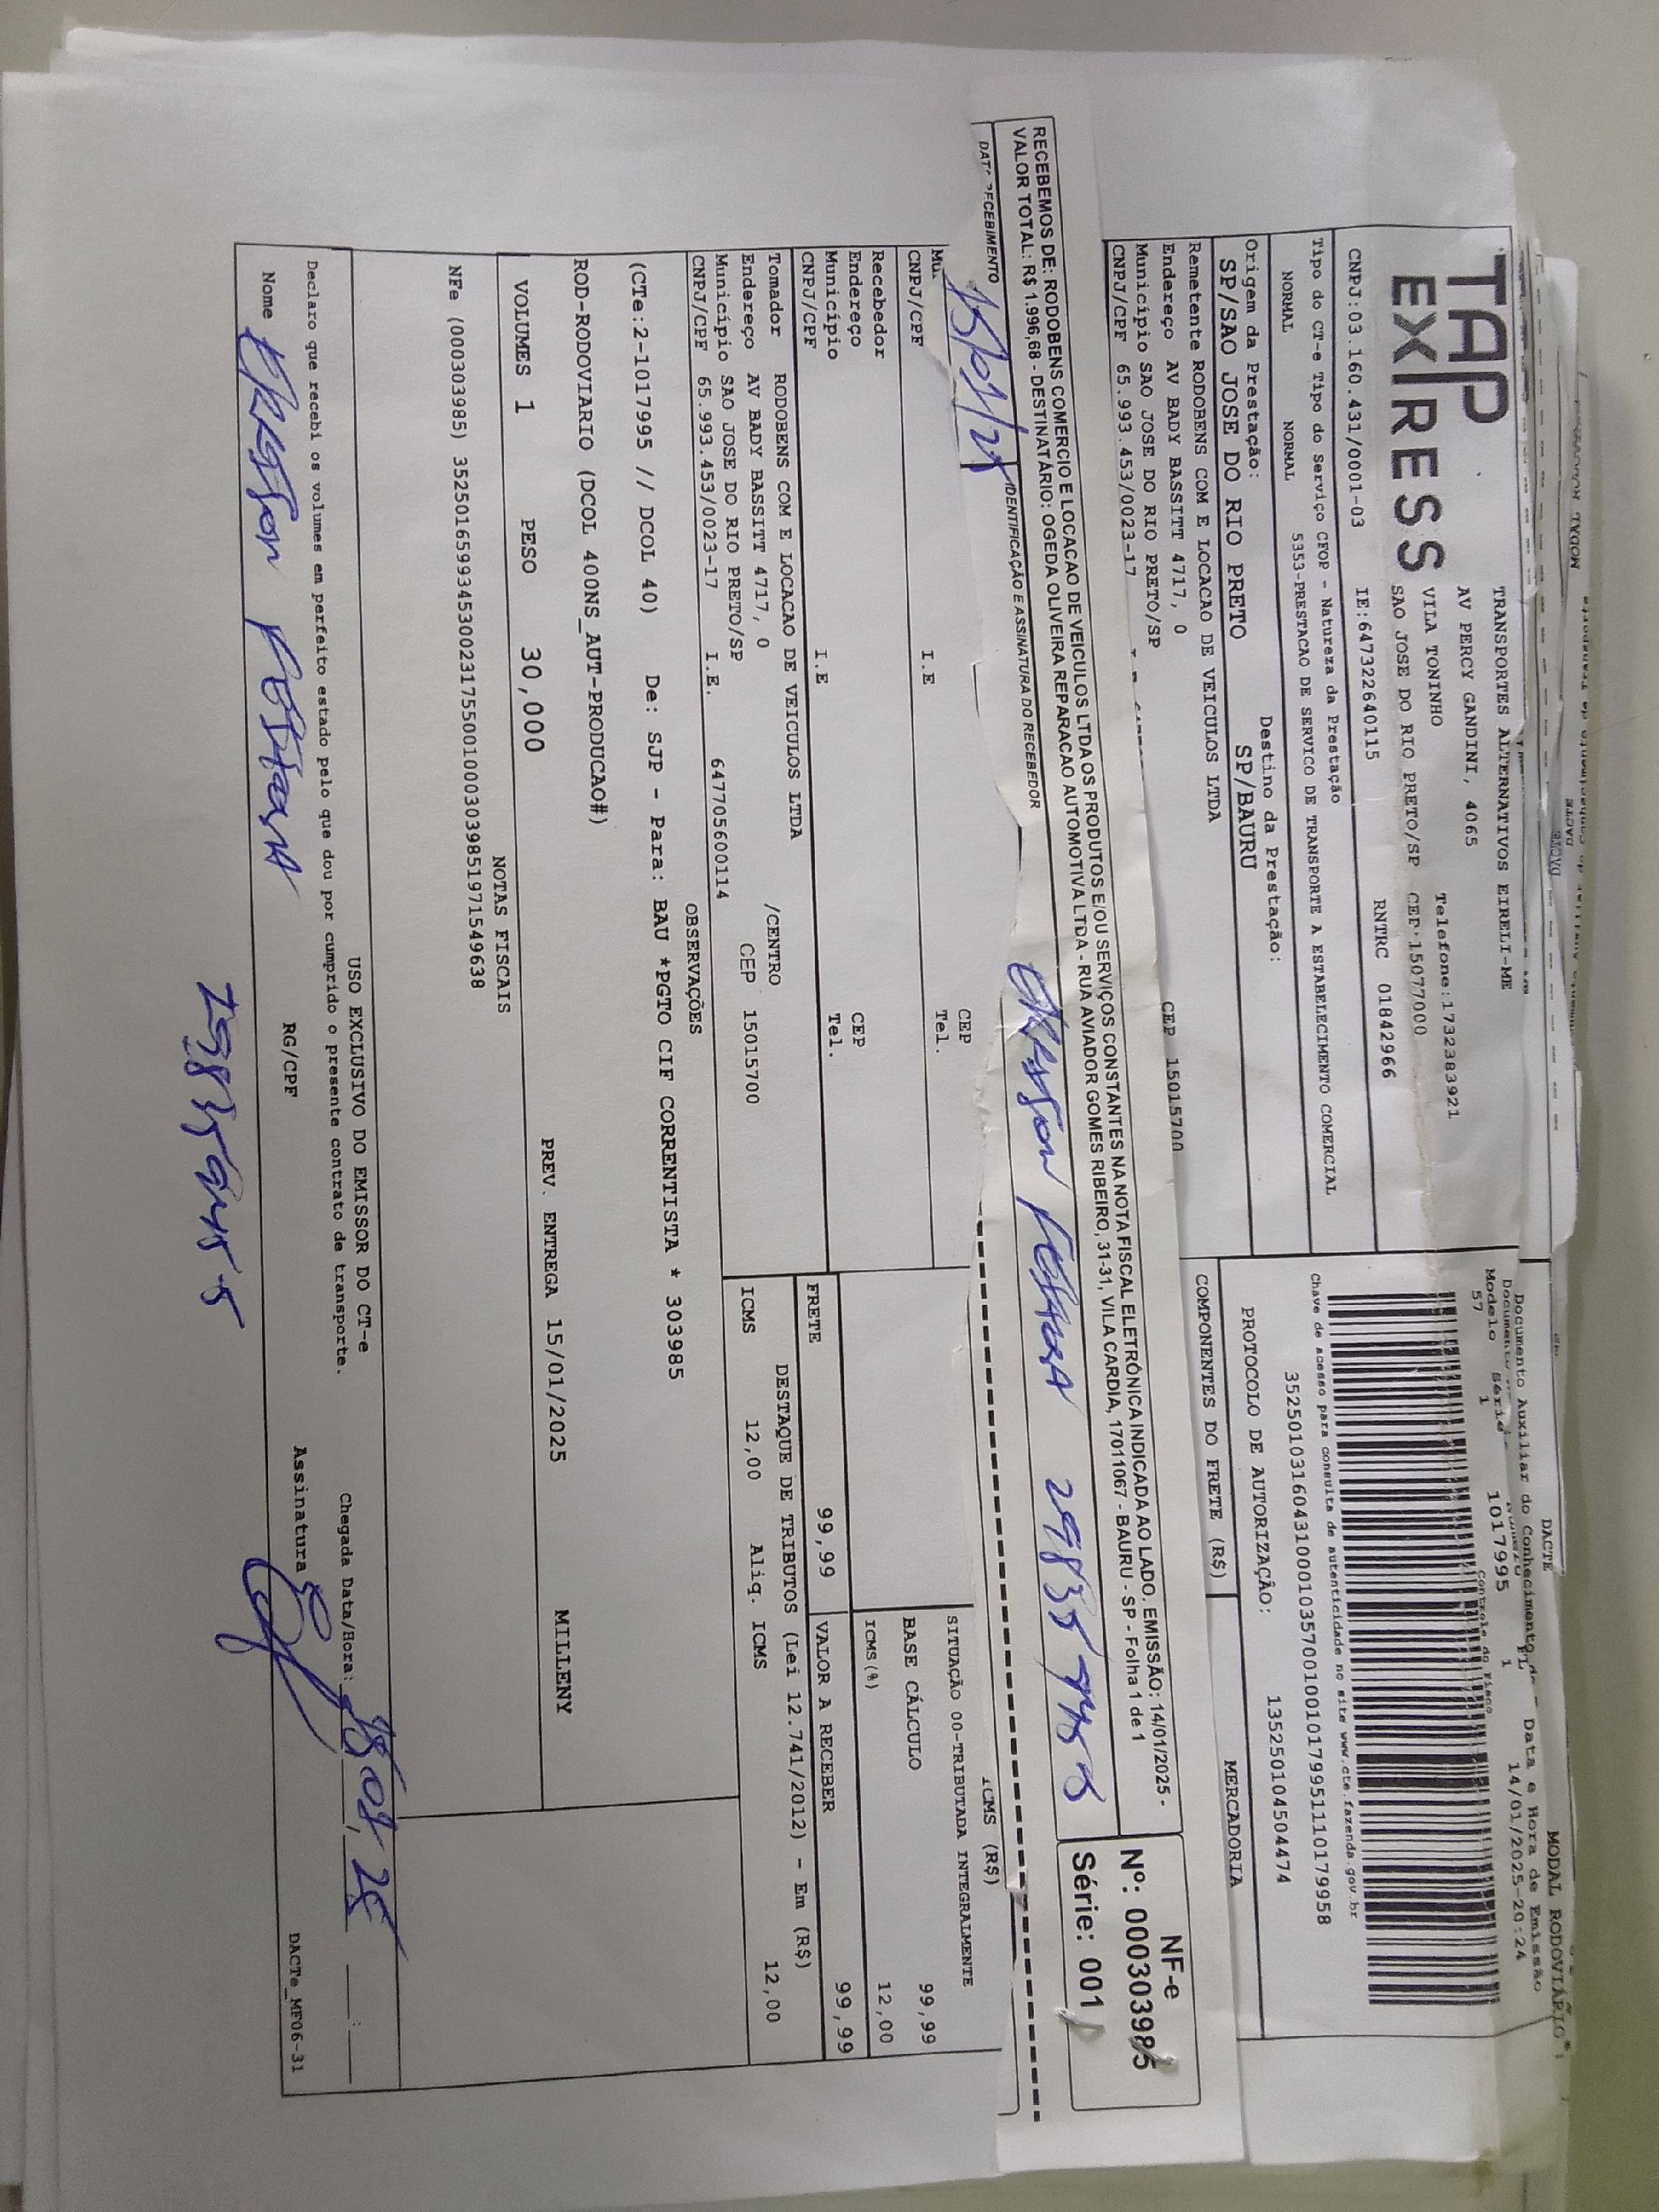 MODAL RODOVIÁRIO
TAP
EXPRESS
TRANSPORTES ALTERNATIVOS EIRELI-ME
AV PERCY GANDINI, 4065
Telefone:1732383921
VILA TONINHO
SAO JOSE DO RIO PRETO/SP CEP:15077000
CNPJ:03.160.431/0001-03 IE:647322640115 RNTRC 01842966
DACTE
Documento Auxiliar do Conhecimento de
Data e Hora de Emissão
Modelo Série FL
57 1 1017995 1 14/01/2025-20:24
Controle do Fisco
Chave de acesso para consulta de autenticidade no site www.cte.fazenda.gov.br
35250103160431000103570010010179951101779958
PROTOCOLO DE AUTORIZAÇÃO: 135250104504474
Tipo do CT-e Tipo do Serviço CFOP - Natureza da Prestação
NORMAL NORMAL 5353-PRESTACAO DE SERVICO DE TRANSPORTE A ESTABELECIMENTO COMERCIAL
Origem da Prestação: Destino da Prestação:
SP/SAO JOSE DO RIO PRETO SP/BAURU
COMPONENTES DO FRETE (R$) MERCADORIA
Remetente RODOBENS COM E LOCACAO DE VEICULOS LTDA
Endereço AV BADY BASSITT 4717, 0
Município SAO JOSE DO RIO PRETO/SP CEP 15015700
CNPJ/CPF 65.993.453/0023-17
RECEBEMOS DE: RODOBENS COMERCIO E LOCACAO DE VEICULOS LTDA OS PRODUTOS E/OU SERVIÇOS CONSTANTES NA NOTA FISCAL ELETRÔNICA INDICADA AO LADO. EMISSÃO: 14/01/2025 -
VALOR TOTAL: R$ 1.996,68 - DESTINATÁRIO: OGEDA OLIVEIRA REPARACAO AUTOMOTIVA LTDA - RUA AVIADOR GOMES RIBEIRO, 31-31, VILA CARDIA, 17011067 - BAURU - SP - Folha 1 de 1
NF-e
Nº: 000303985
Série: 001
DATA RECEBIMENTO IDENTIFICAÇÃO E ASSINATURA DO RECEBEDOR
ICMS (R$)
CNPJ/CPF I.E
CEP
Tel.
SITUAÇÃO 00-TRIBUTADA INTEGRALMENTE
BASE CÁLCULO 99,99
ICMS(%) 12,00
Recebedor
Endereço CEP
Município Tel.
CNPJ/CPF I.E
FRETE 99,99 VALOR A RECEBER 99,99
Tomador RODOBENS COM E LOCACAO DE VEICULOS LTDA
Endereço AV BADY BASSITT 4717, 0 /CENTRO
Município SAO JOSE DO RIO PRETO/SP CEP 15015700
CNPJ/CPF 65.993.453/0023-17 I.E. 647705600114
DESTAQUE DE TRIBUTOS (Lei 12.741/2012) - Em (R$)
ICMS 12,00 Aliq. ICMS 12,00
OBSERVAÇÕES
(CTe:2-1017995 // DCOL 40) De: SJP - Para: BAU *PGTO CIF CORRENTISTA * 303985
ROD-RODOVIARIO (DCOL 400NS_AUT-PRODUCAO#)
VOLUMES 1 PESO 30,000 PREV. ENTREGA 15/01/2025 MILLENY
NOTAS FISCAIS
NFe (000303985) 35250165993453002317550010003039851971549638
USO EXCLUSIVO DO EMISSOR DO CT-e
Declaro que recebi os volumes em perfeito estado pelo que dou por cumprido o presente contrato de transporte.
Chegada Data/Hora:
Nome RG/CPF Assinatura
DACTe_MF06-31